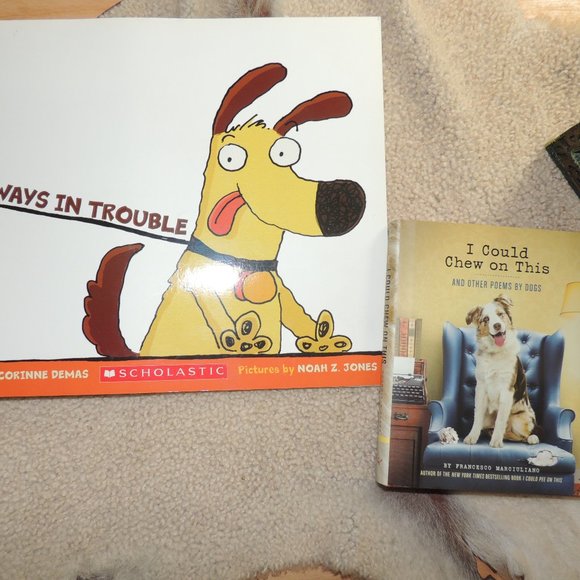 WAYS IN TROUBLE
CORINNE DEMAS
SCHOLASTIC
Pictures by NOAH Z. JONES
I Could
Chew on This
AND OTHER POEMS BY DOGS
BY FRANCESCO MARCIULIANO
AUTHOR OF THE NEW YORK TIMES BESTSELLING BOOK I COULD PEE ON THIS
I COULD CHEW ON THIS